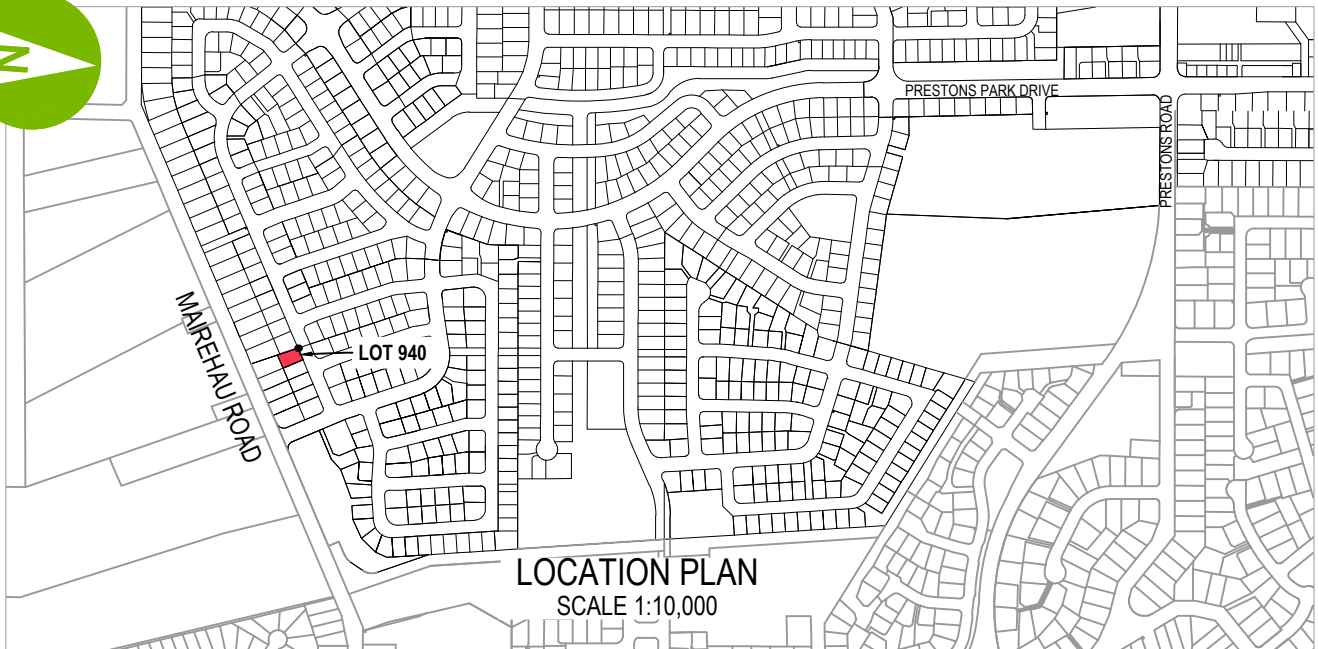 N
PRESTONS PARK DRIVE
PRESTONS ROAD
MAIREHAU ROAD
LOT 940
LOCATION PLAN
SCALE 1:10,000